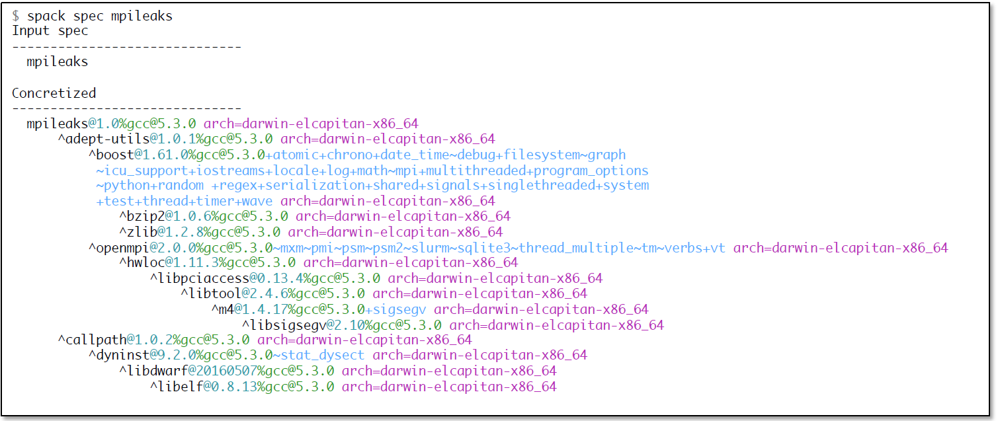 $ spack spec mpileaks
Input spec
------------------------------
  mpileaks

Concretized
------------------------------
  mpileaks@1.0%gcc@5.3.0 arch=darwin-elcapitan-x86_64
      ^adept-utils@1.0.1%gcc@5.3.0 arch=darwin-elcapitan-x86_64
          ^boost@1.61.0%gcc@5.3.0+atomic+chrono+date_time~debug+filesystem~graph
           ~icu_support+iostreams+locale+log+math~mpi+multithreaded+program_options
           ~python+random +regex+serialization+shared+signals+singlethreaded+system
           +test+thread+timer+wave arch=darwin-elcapitan-x86_64
              ^bzip2@1.0.6%gcc@5.3.0 arch=darwin-elcapitan-x86_64
              ^zlib@1.2.8%gcc@5.3.0 arch=darwin-elcapitan-x86_64
          ^openmpi@2.0.0%gcc@5.3.0~mxm~pmi~psm~psm2~slurm~sqlite3~thread_multiple~tm~verbs+vt arch=darwin-elcapitan-x86_64
              ^hwloc@1.11.3%gcc@5.3.0 arch=darwin-elcapitan-x86_64
                  ^libpciaccess@0.13.4%gcc@5.3.0 arch=darwin-elcapitan-x86_64
                      ^libtool@2.4.6%gcc@5.3.0 arch=darwin-elcapitan-x86_64
                          ^m4@1.4.17%gcc@5.3.0+sigsegv arch=darwin-elcapitan-x86_64
                              ^libsigsegv@2.10%gcc@5.3.0 arch=darwin-elcapitan-x86_64
      ^callpath@1.0.2%gcc@5.3.0 arch=darwin-elcapitan-x86_64
          ^dyninst@9.2.0%gcc@5.3.0~stat_dysect arch=darwin-elcapitan-x86_64
              ^libdwarf@20160507%gcc@5.3.0 arch=darwin-elcapitan-x86_64
                  ^libelf@0.8.13%gcc@5.3.0 arch=darwin-elcapitan-x86_64